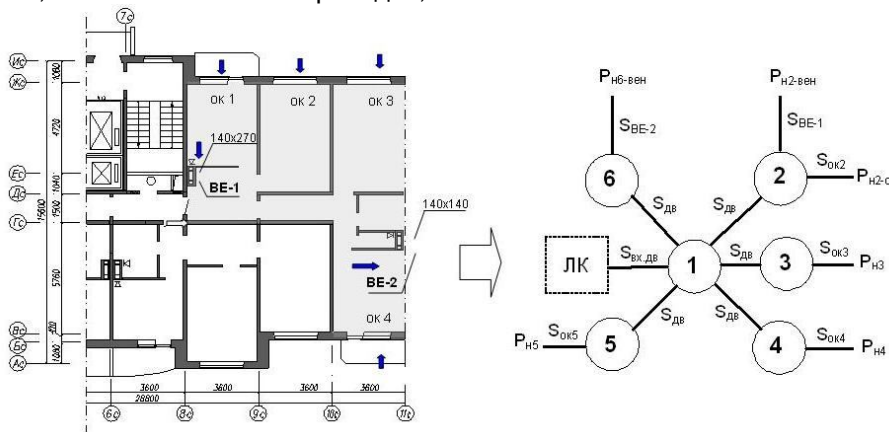 7с
Ис
Жс
Ес
Дс
Гс
Вс
Бс
Ас
1080
4720
1040
1500
5760
1080
15600
ок 1
ок 2
ок 3
140х270
ВЕ-1
140х140
ВЕ-2
ок 4
3600
3600
3600
3600
28800
6с
8с
9с
10с
11с
Рн6-вен
Рн2-вен
SВЕ-2
SВЕ-1
6
2
Sок2
Sдв
Sдв
ЛК
Sвх.дв
1
Sдв
3
Sок3
Рн3
Рн5
Sок5
5
Sдв
Sдв
4
Sок4
Рн4